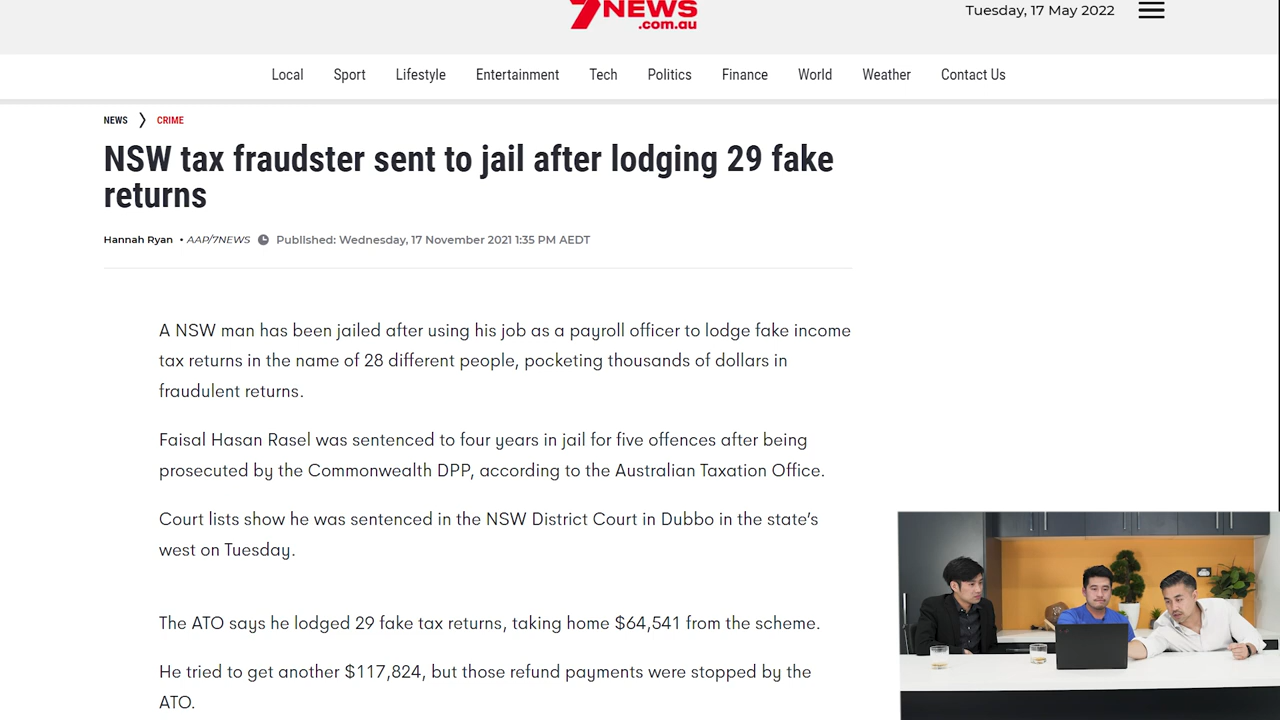 7NEWS
.com.au
Tuesday, 17 May 2022
Local Sport Lifestyle Entertainment Tech Politics Finance World Weather Contact Us
NEWS CRIME
NSW tax fraudster sent to jail after lodging 29 fake
returns
Hannah Ryan • AAP/7NEWS Published: Wednesday, 17 November 2021 1:35 PM AEDT
A NSW man has been jailed after using his job as a payroll officer to lodge fake income
tax returns in the name of 28 different people, pocketing thousands of dollars in
fraudulent returns.
Faisal Hasan Rasel was sentenced to four years in jail for five offences after being
prosecuted by the Commonwealth DPP, according to the Australian Taxation Office.
Court lists show he was sentenced in the NSW District Court in Dubbo in the state's
west on Tuesday.
The ATO says he lodged 29 fake tax returns, taking home $64,541 from the scheme.
He tried to get another $117,824, but those refund payments were stopped by the
ATO.